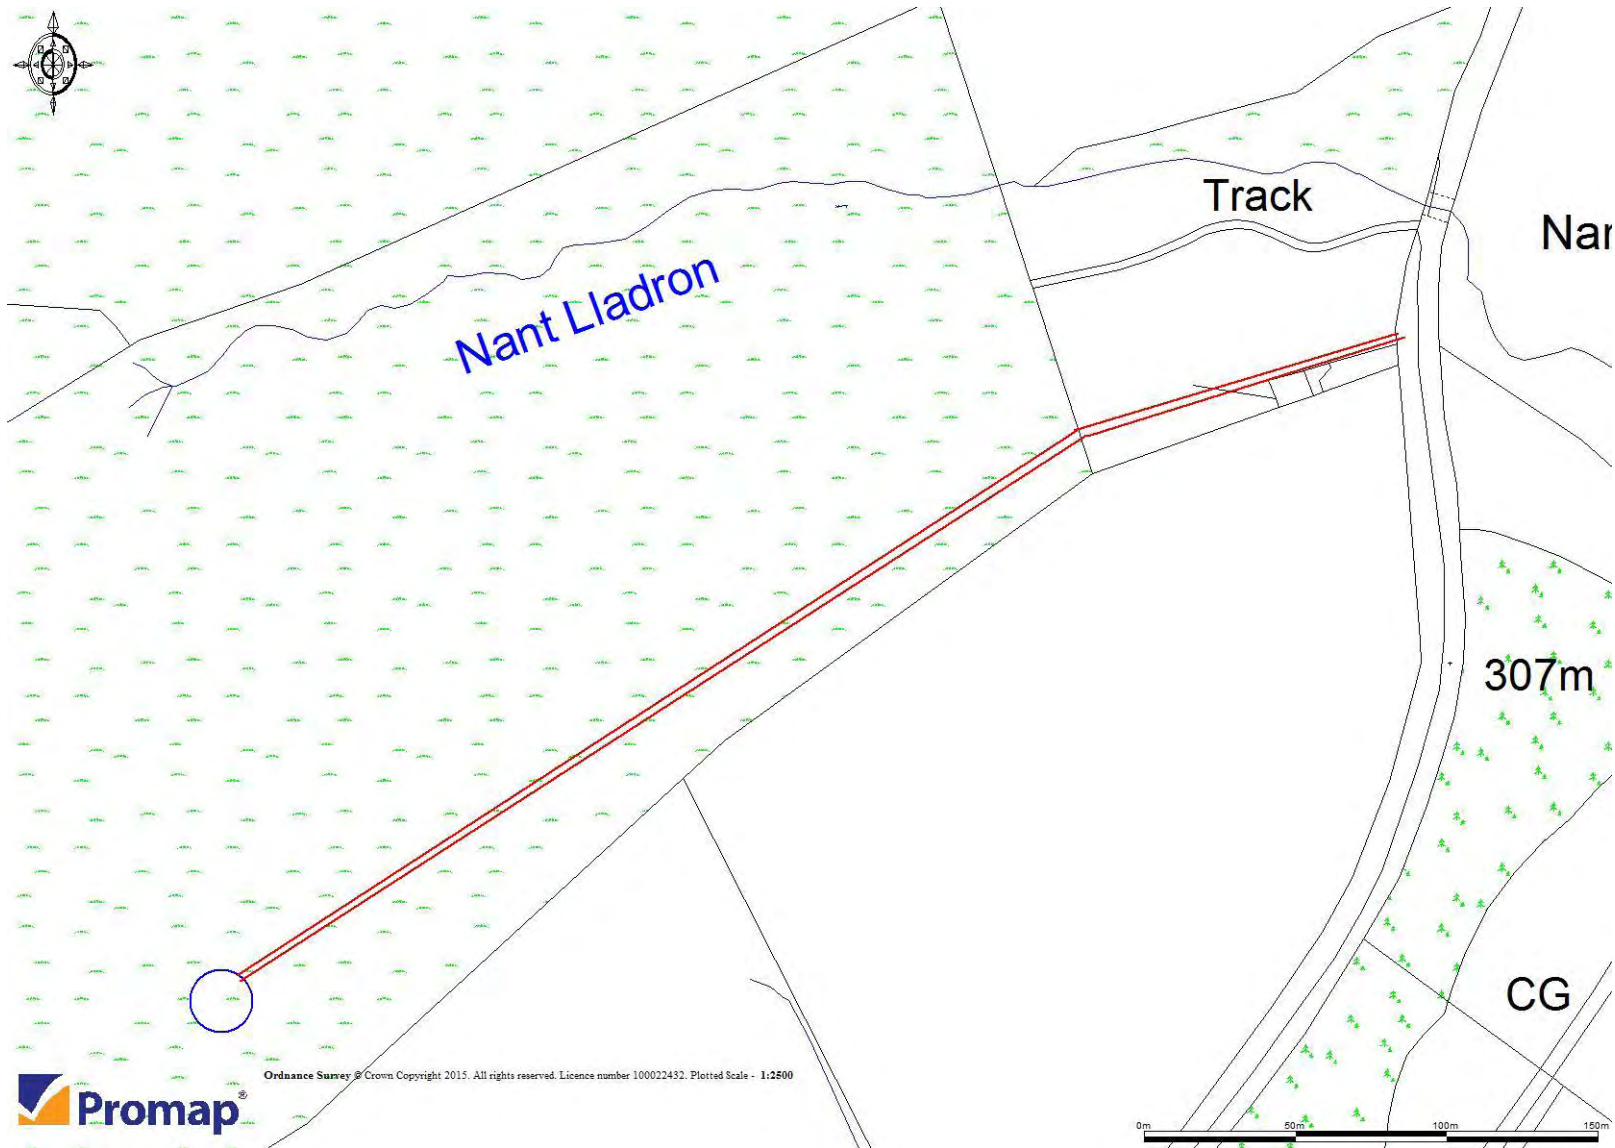 Track
Nar
Nant Lladron
307m
CG
Ordnance Survey © Crown Copyright 2015. All rights reserved. Licence number 100022432. Plotted Scale - 1:2500
Promap®
0m 50m 100m 150m